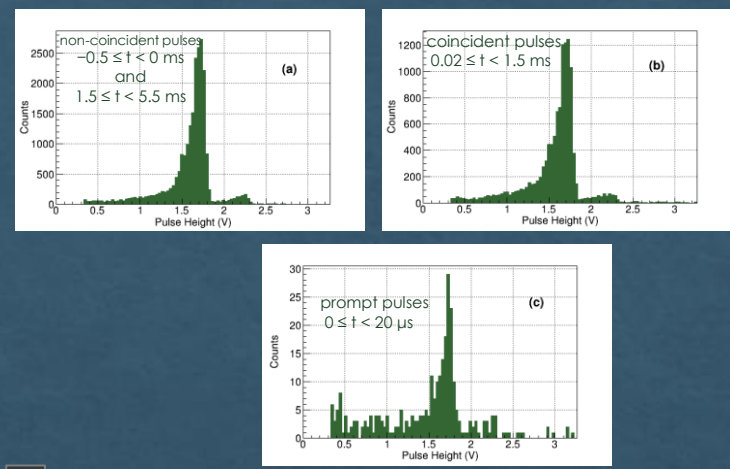 non-coincident pulses
−0.5 ≤ t < 0 ms
and
1.5 ≤ t < 5.5 ms
(a)
2500
2000
1500
1000
500
0
Counts
0 0.5 1 1.5 2 2.5 3
Pulse Height (V)
coincident pulses
0.02 ≤ t < 1.5 ms
(b)
1200
1000
800
600
400
200
0
Counts
0 0.5 1 1.5 2 2.5 3
Pulse Height (V)
prompt pulses
0 ≤ t < 20 µs
(c)
30
25
20
15
10
5
0
Counts
0 0.5 1 1.5 2 2.5 3
Pulse Height (V)